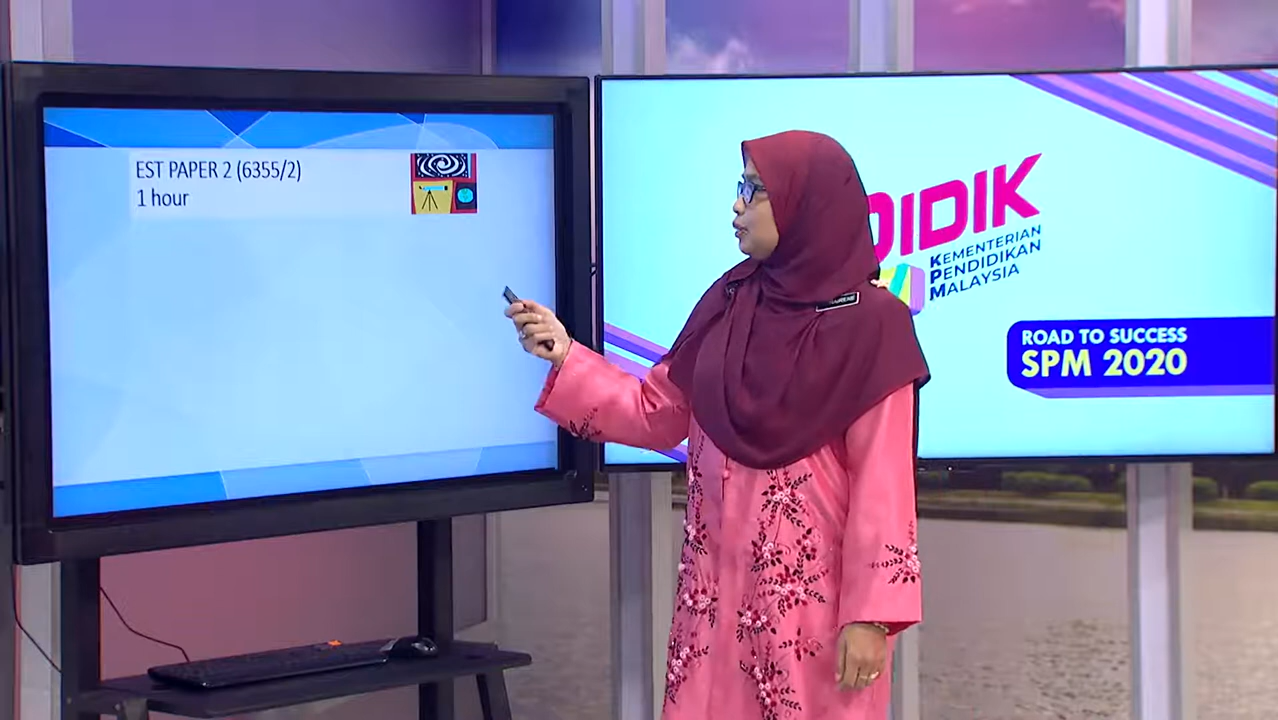 EST PAPER 2 (6355/2)
1 hour
DIDIK
KEMENTERIAN
PENDIDIKAN
MALAYSIA
ROAD TO SUCCESS
SPM 2020